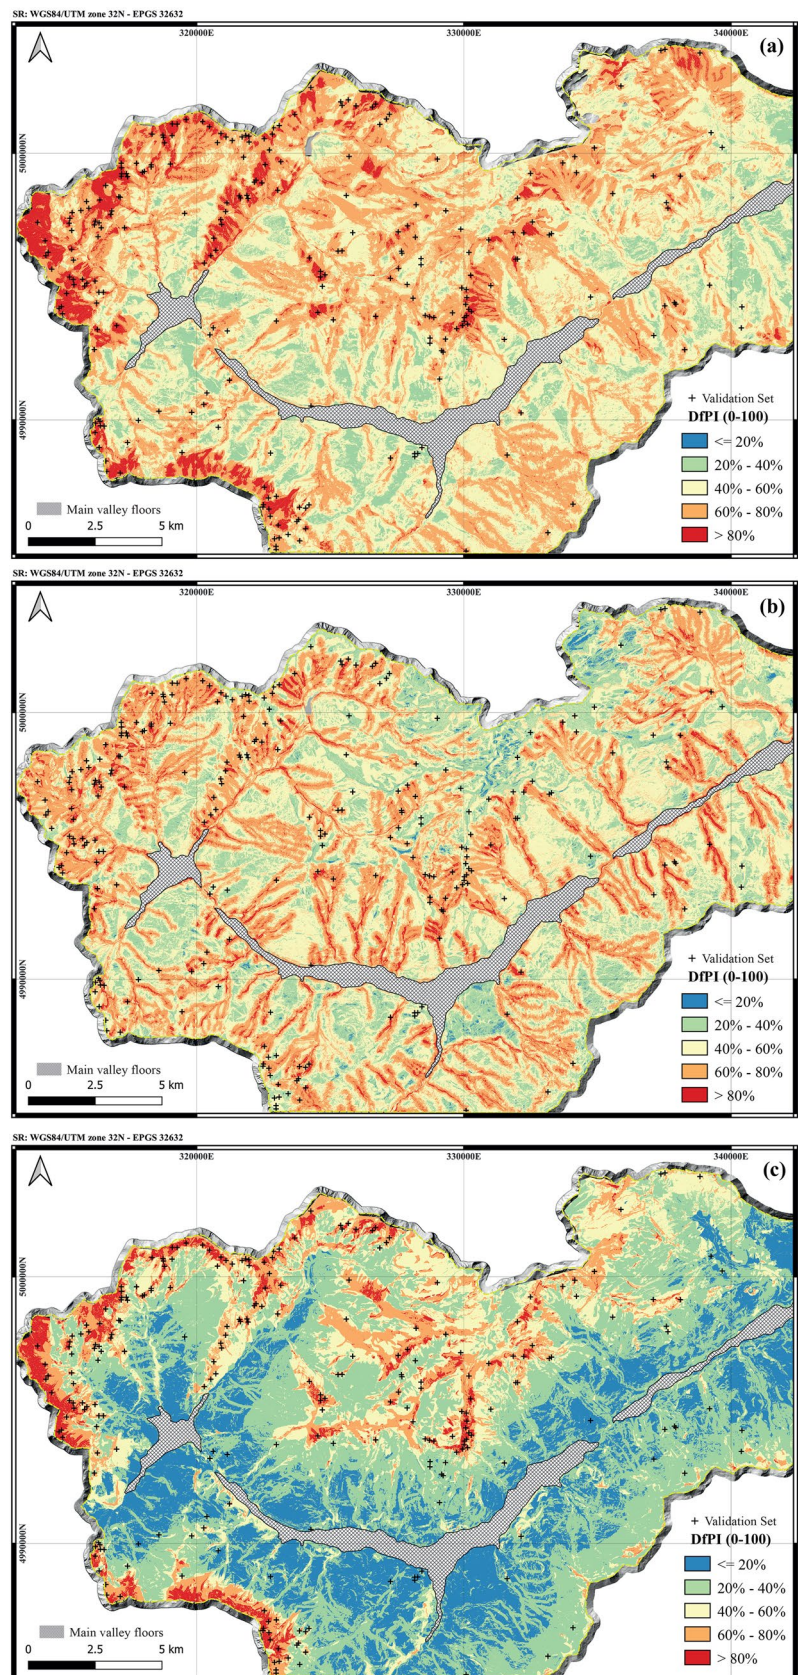 SR: WGS84/UTM zone 32N - EPGS 32632
320000E 330000E 340000E
(a)
5000000N
4990000N
+ Validation Set
DfPI (0-100)
<= 20%
20% - 40%
40% - 60%
60% - 80%
> 80%
Main valley floors
0 2.5 5 km
SR: WGS84/UTM zone 32N - EPGS 32632
320000E 330000E 340000E
(b)
5000000N
4990000N
+ Validation Set
DfPI (0-100)
<= 20%
20% - 40%
40% - 60%
60% - 80%
> 80%
Main valley floors
0 2.5 5 km
SR: WGS84/UTM zone 32N - EPGS 32632
320000E 330000E 340000E
(c)
5000000N
4990000N
+ Validation Set
DfPI (0-100)
<= 20%
20% - 40%
40% - 60%
60% - 80%
> 80%
Main valley floors
0 2.5 5 km